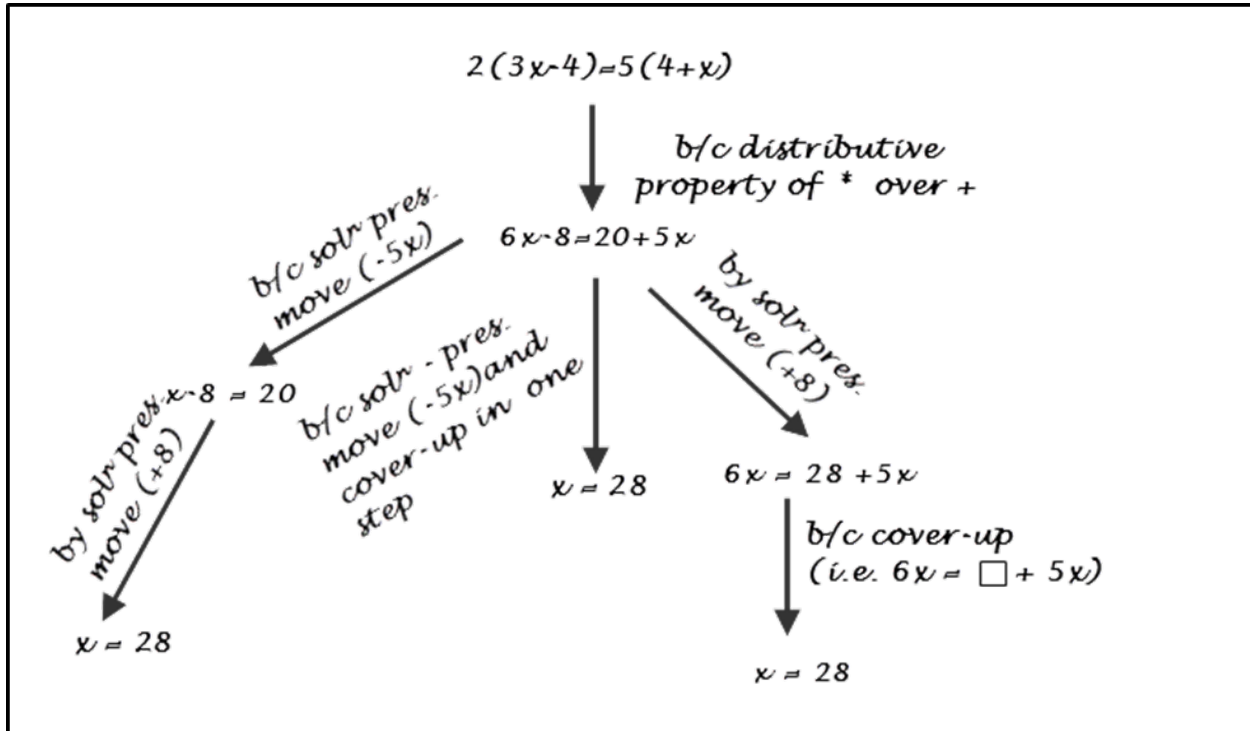 2(3x-4)=5(4+x)
b/c distributive
property of * over +
6x-8=20+5x
b/c soln pres.
move (-5x)
b/c soln - pres.
move (-5x)and
cover-up in one
step
by soln pres.
move (+8)
x-8 = 20
by soln pres.
move (+8)
x = 28
x = 28
6x = 28 +5x
b/c cover-up
(i.e. 6x = □ + 5x)
x = 28